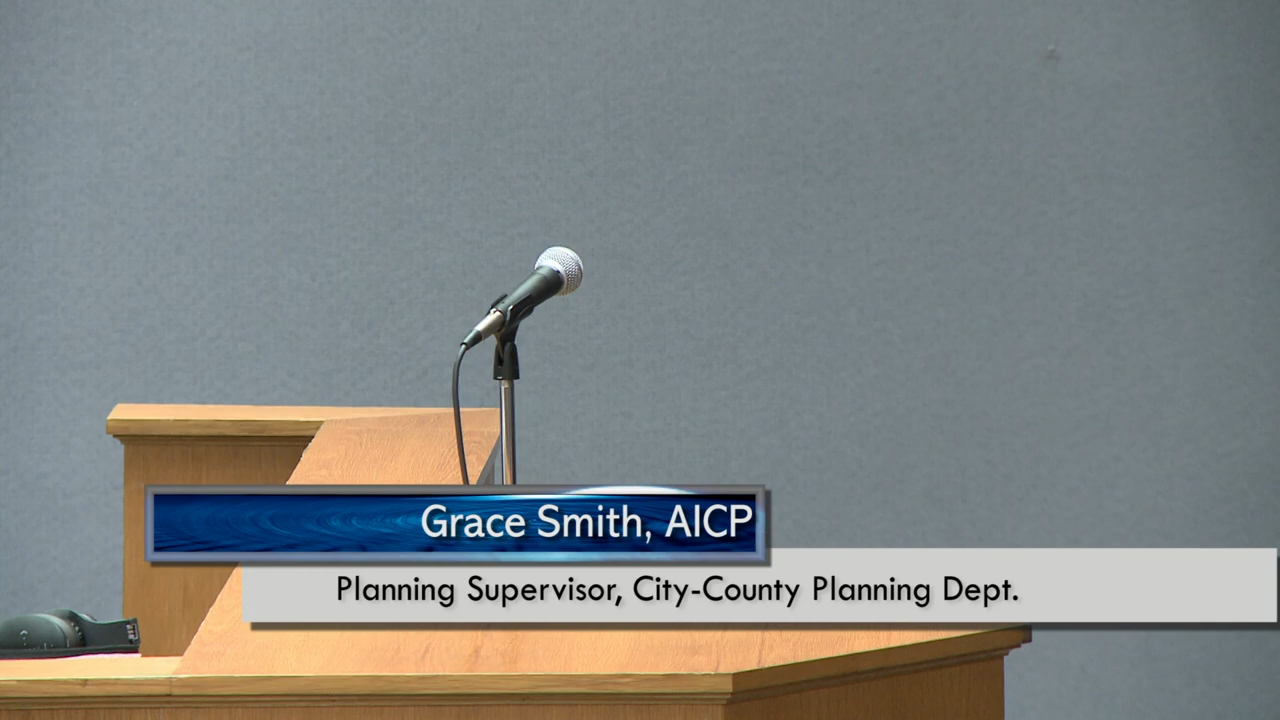 Grace Smith, AICP
Planning Supervisor, City-County Planning Dept.